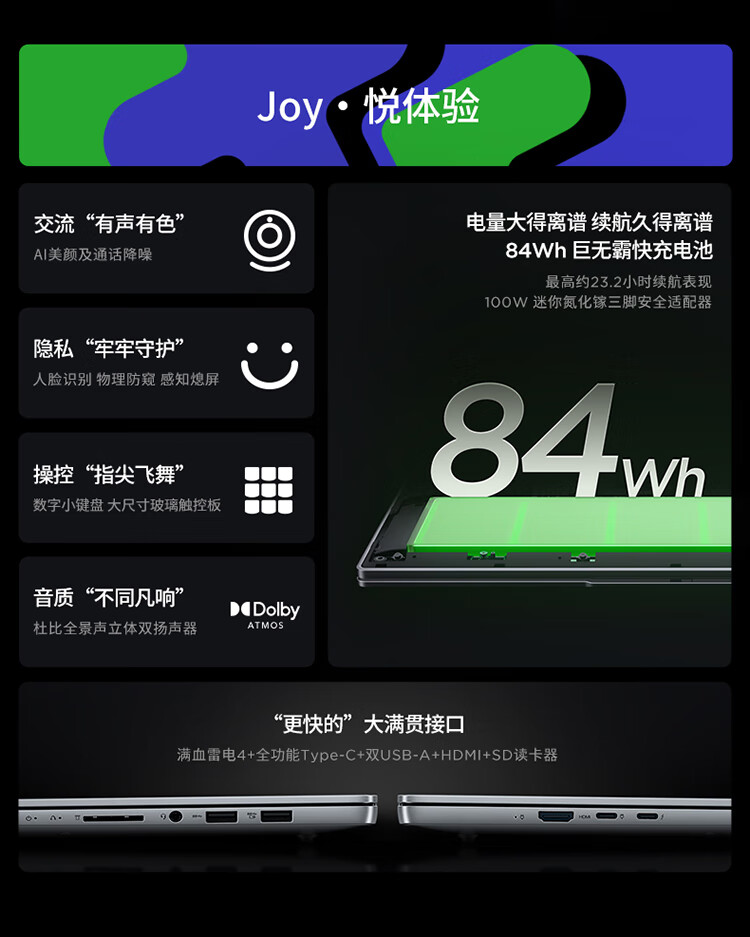 Joy·悦体验
交流“有声有色”
AI美颜及通话降噪
隐私“牢牢守护”
人脸识别 物理防窥 感知熄屏
操控“指尖飞舞”
数字小键盘 大尺寸玻璃触控板
音质“不同凡响”
杜比全景声立体双扬声器
Dolby
ATMOS
电量大得离谱 续航久得离谱
84Wh 巨无霸快充电池
最高约23.2小时续航表现
100W 迷你氮化镓三脚安全适配器
84Wh
“更快的”大满贯接口
满血雷电4+全功能Type-C+双USB-A+HDMI+SD读卡器
HDMI